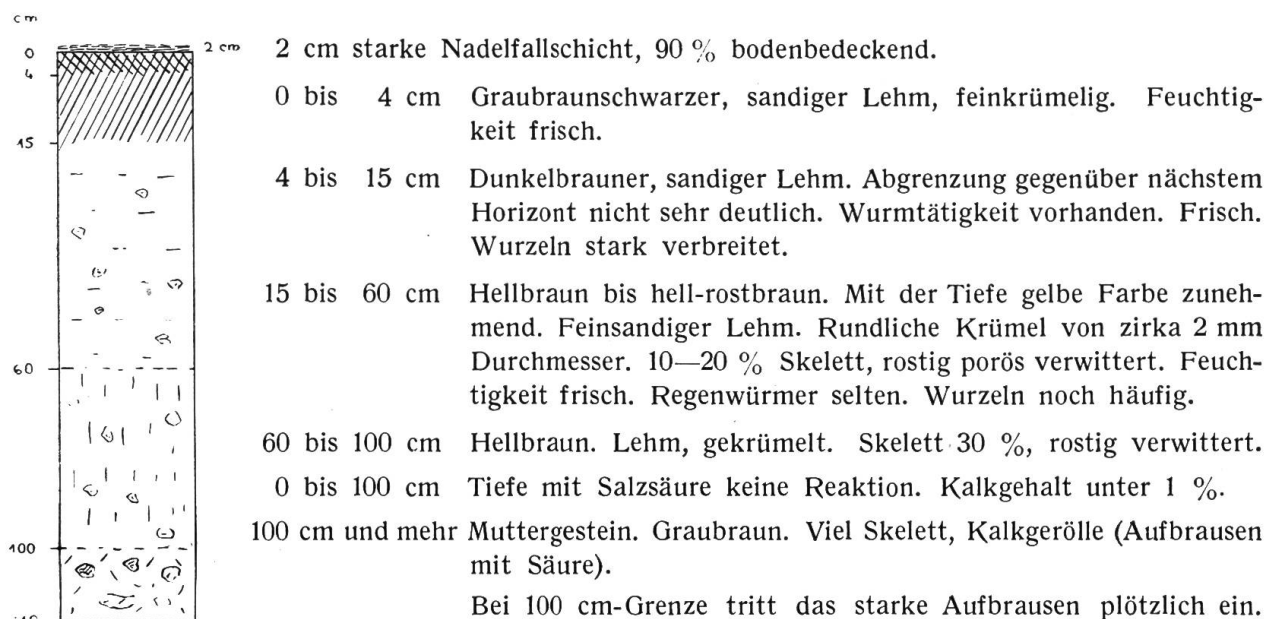 cm
2 cm
2 cm starke Nadelfallschicht, 90 % bodenbedeckend.
0
4
0 bis 4 cm Graubraunschwarzer, sandiger Lehm, feinkrümelig. Feuchtig-
keit frisch.
15
4 bis 15 cm Dunkelbrauner, sandiger Lehm. Abgrenzung gegenüber nächstem
Horizont nicht sehr deutlich. Wurmtätigkeit vorhanden. Frisch.
Wurzeln stark verbreitet.
15 bis 60 cm Hellbraun bis hell-rostbraun. Mit der Tiefe gelbe Farbe zuneh-
mend. Feinsandiger Lehm. Rundliche Krümel von zirka 2 mm
Durchmesser. 10—20 % Skelett, rostig porös verwittert. Feuch-
tigkeit frisch. Regenwürmer selten. Wurzeln noch häufig.
60
60 bis 100 cm Hellbraun. Lehm, gekrümelt. Skelett 30 %, rostig verwittert.
0 bis 100 cm Tiefe mit Salzsäure keine Reaktion. Kalkgehalt unter 1 %.
100 cm und mehr Muttergestein. Graubraun. Viel Skelett, Kalkgerölle (Aufbrausen
mit Säure).
100
Bei 100 cm-Grenze tritt das starke Aufbrausen plötzlich ein.